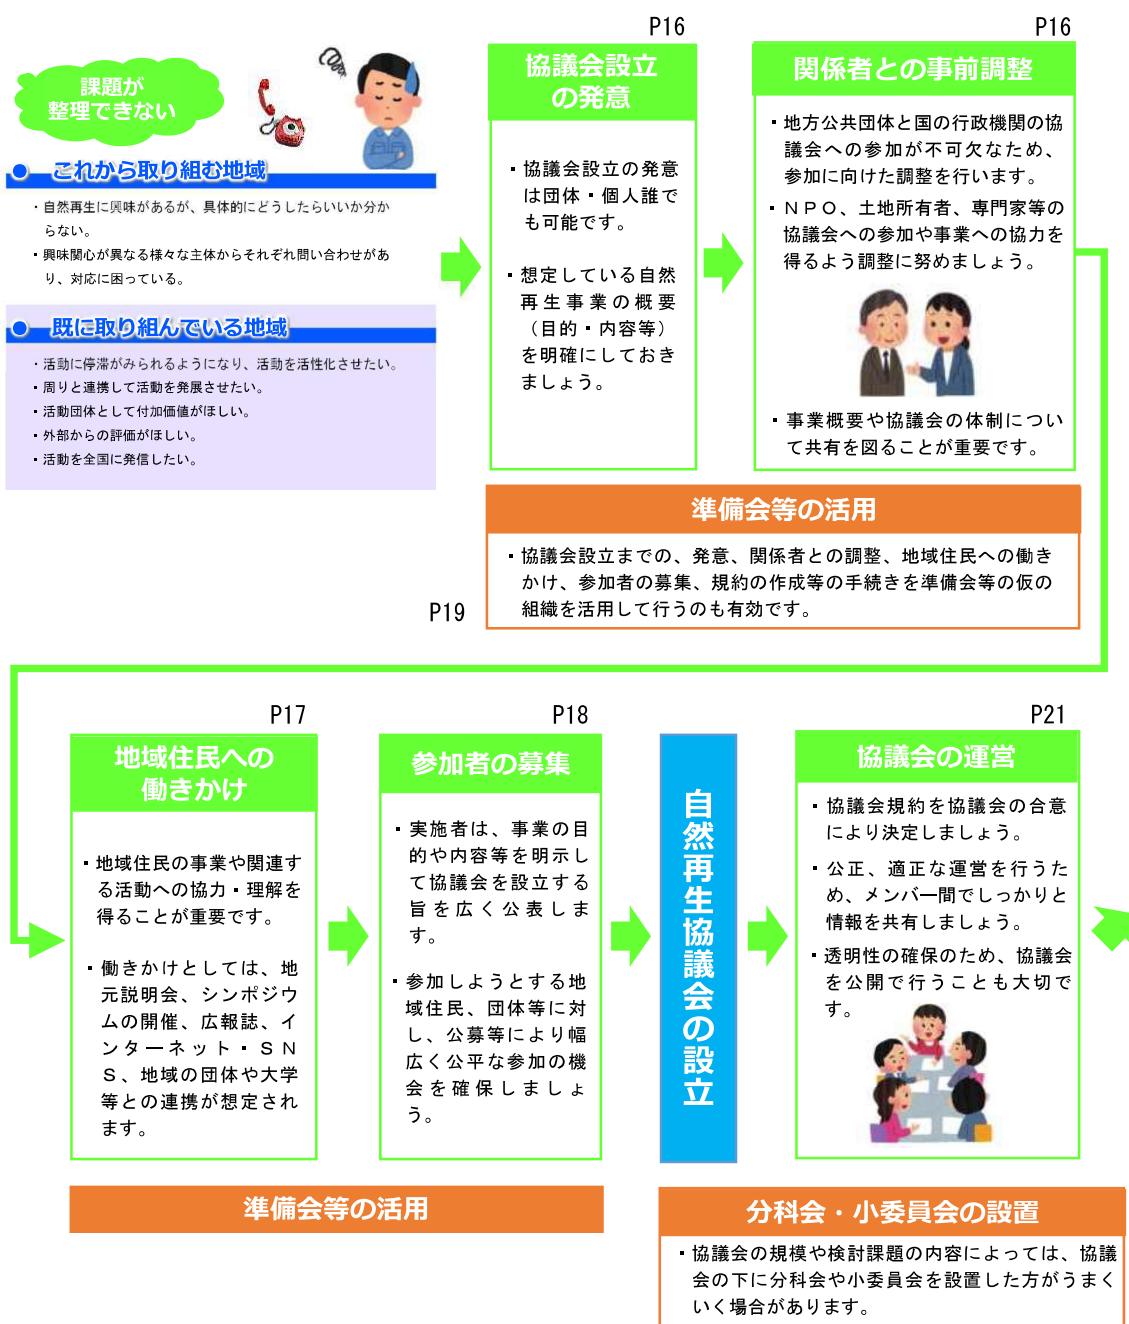 課題が
整理できない
● これから取り組む地域
・自然再生に興味があるが、具体的にどうしたらいいか分か
らない。
・興味関心が異なる様々な主体からそれぞれ問い合わせがあ
り、対応に困っている。
● 既に取り組んでいる地域
・活動に停滞がみられるようになり、活動を活性化させたい。
・周りと連携して活動を発展させたい。
・活動団体として付加価値がほしい。
・外部からの評価がほしい。
・活動を全国に発信したい。
P16
協議会設立
の発意
・協議会設立の発意
は団体・個人誰で
も可能です。
・想定している自然
再生事業の概要
（目的・内容等）
を明確にしておき
ましょう。
P16
関係者との事前調整
・地方公共団体と国の行政機関の協
議会への参加が不可欠なため、
参加に向けた調整を行います。
・ＮＰＯ、土地所有者、専門家等の
協議会への参加や事業への協力を
得るよう調整に努めましょう。
・事業概要や協議会の体制につい
て共有を図ることが重要です。
準備会等の活用
・協議会設立までの、発意、関係者との調整、地域住民への働き
かけ、参加者の募集、規約の作成等の手続きを準備会等の仮の
組織を活用して行うのも有効です。
P19
P17
地域住民への
働きかけ
・地域住民の事業や関連す
る活動への協力・理解を
得ることが重要です。
・働きかけとしては、地
元説明会、シンポジウ
ムの開催、広報誌、イ
ンターネット・ＳＮ
Ｓ、地域の団体や大学
等との連携が想定され
ます。
P18
参加者の募集
・実施者は、事業の目
的や内容等を明示し
て協議会を設立する
旨を広く公表しま
す。
・参加しようとする地
域住民、団体等に対
し、公募等により幅
広く公平な参加の機
会を確保しましょ
う。
準備会等の活用
自然再生協議会の設立
P21
協議会の運営
・協議会規約を協議会の合意
により決定しましょう。
・公正、適正な運営を行うた
め、メンバー間でしっかりと
情報を共有しましょう。
・透明性の確保のため、協議会
を公開で行うことも大切で
す。
分科会・小委員会の設置
・協議会の規模や検討課題の内容によっては、協議
会の下に分科会や小委員会を設置した方がうまく
いく場合があります。